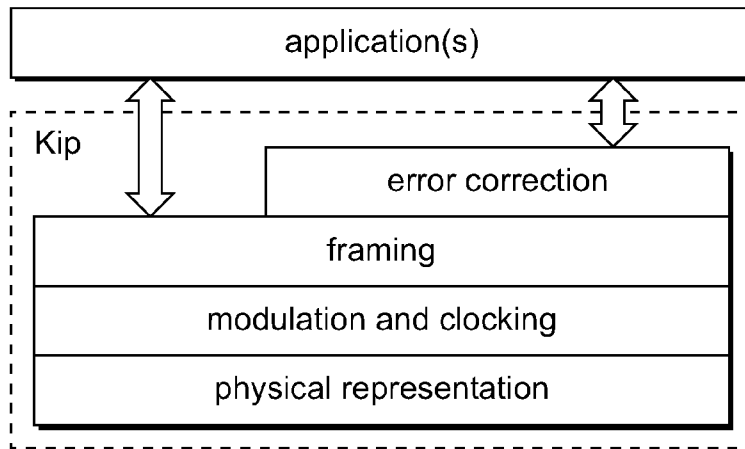 application(s)
Kip
error correction
framing
modulation and clocking
physical representation